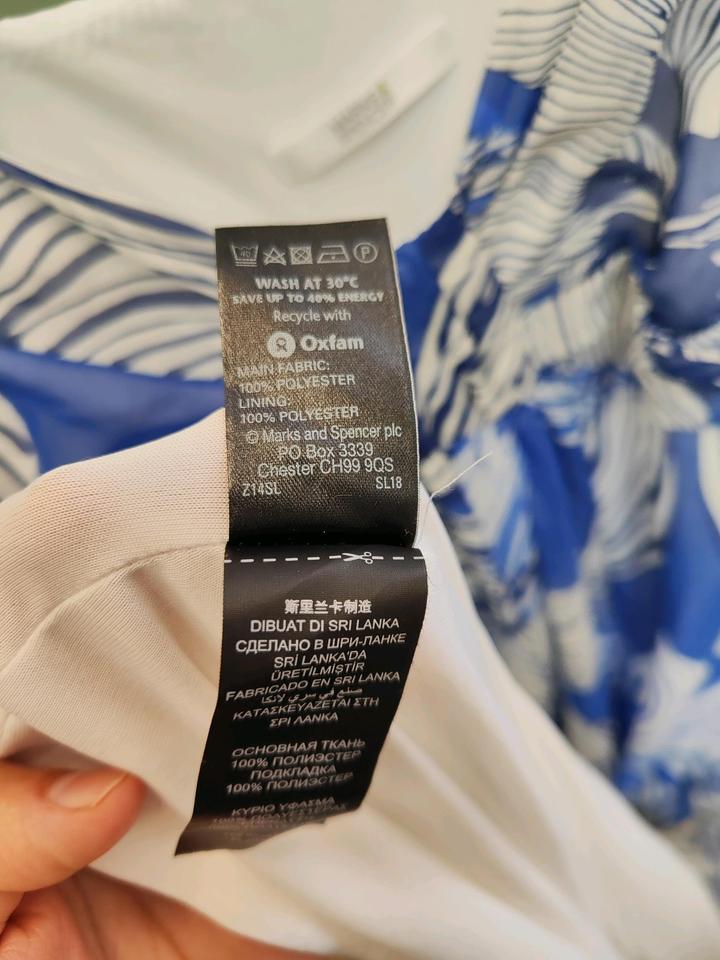 40
P
WASH AT 30°C
SAVE UP TO 40% ENERGY
Recycle with
Oxfam
MAIN FABRIC:
100% POLYESTER
LINING:
100% POLYESTER
© Marks and Spencer plc
PO Box 3339
Chester CH99 9QS
Z14SL SL18
斯里兰卡制造
DIBUAT DI SRI LANKA
СДЕЛАНО В ШРИ-ЛАНКЕ
SRİ LANKA'DA
ÜRETİLMİŞTİR
FABRICADO EN SRI LANKA
صنع في سري لانكا
ΚΑΤΑΣΚΕΥΑΖΕΤΑΙ ΣΤΗ
ΣΡΙ ΛΑΝΚΑ
ОСНОВНАЯ ТКАНЬ
100% ПОЛИЭСТЕР
ПОДКЛАДКА
100% ПОЛИЭСТЕР
ΚΥΡΙΟ ΥΦΑΣΜΑ